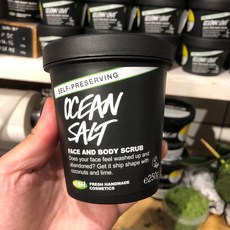 SELF-PRESERVING
OCEAN
SALT
FACE AND BODY SCRUB
Does your face feel washed up and
abandoned? Get it ship shape with
coconuts and lime.
FRESH HANDMADE
COSMETICS
250g